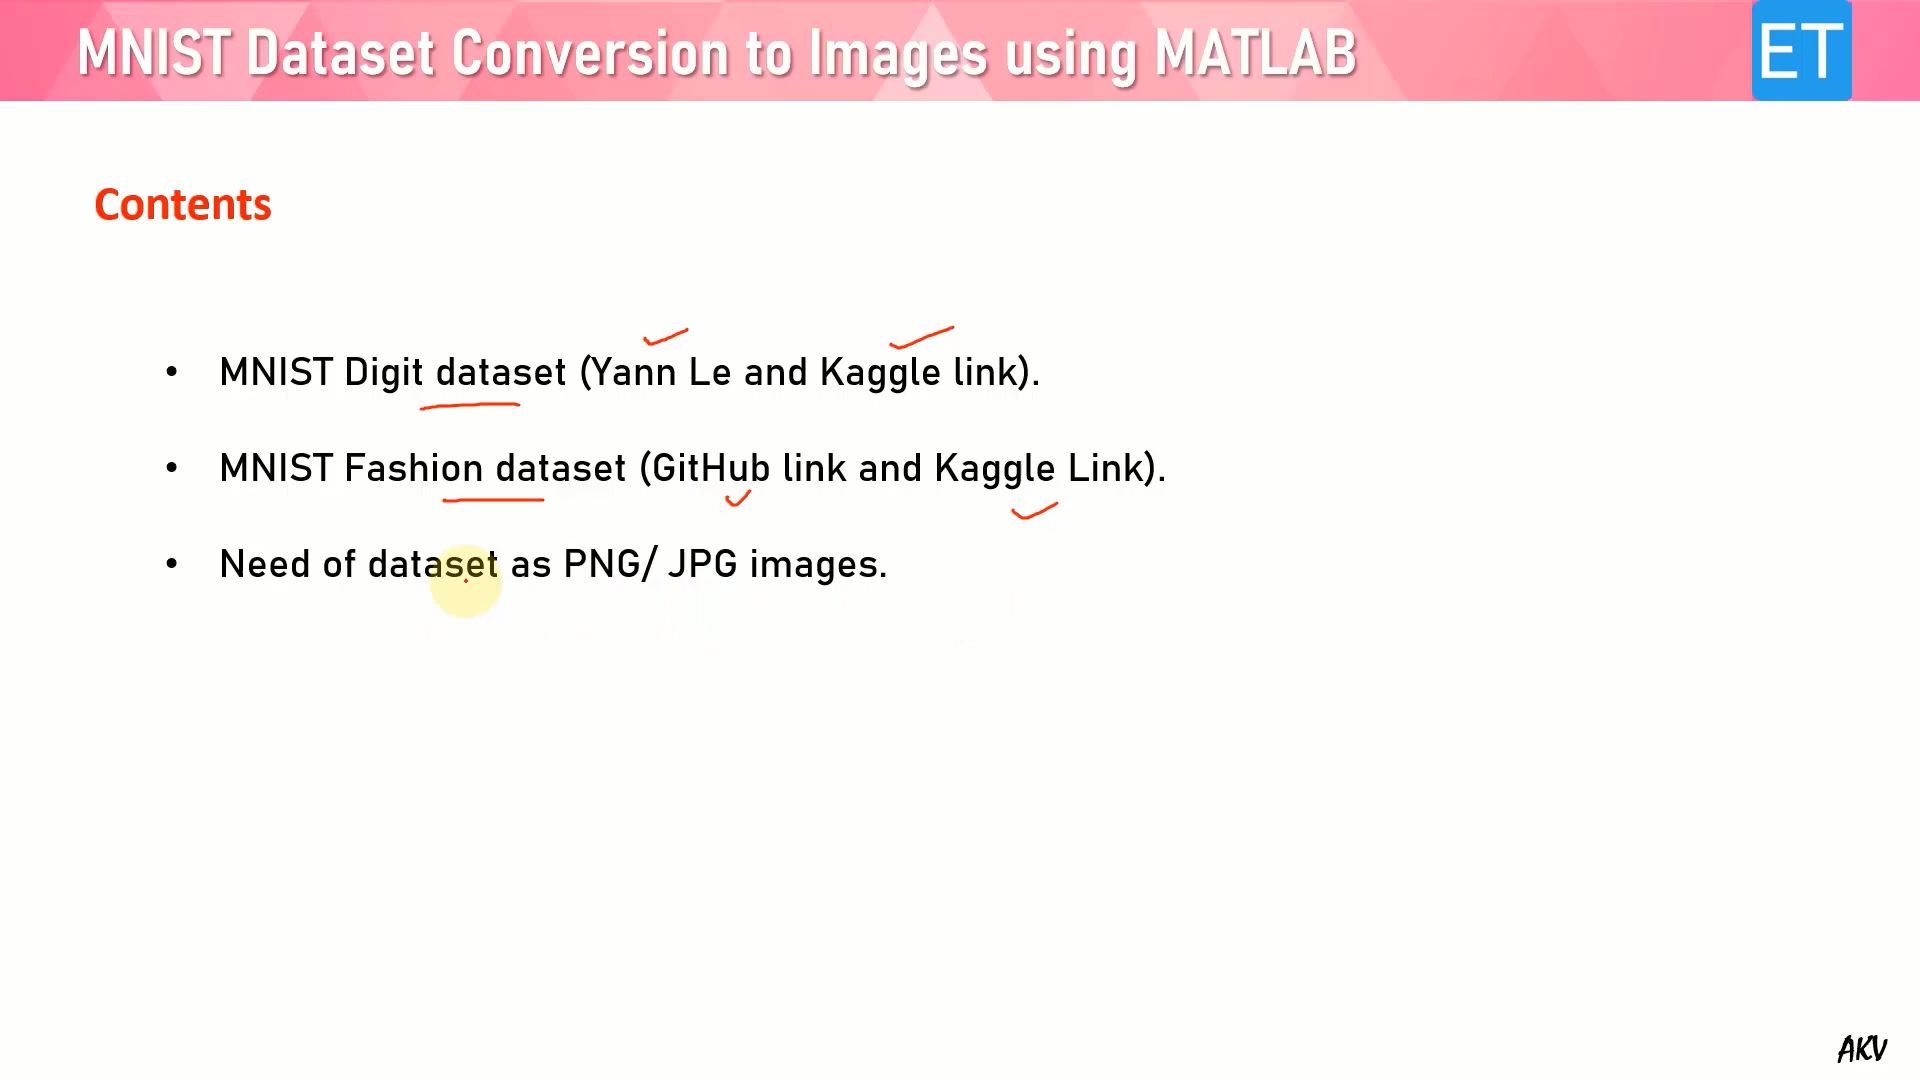 MNIST Dataset Conversion to Images using MATLAB
ET
Contents
• MNIST Digit dataset (Yann Le and Kaggle link).
• MNIST Fashion dataset (GitHub link and Kaggle Link).
• Need of dataset as PNG/ JPG images.
AKV